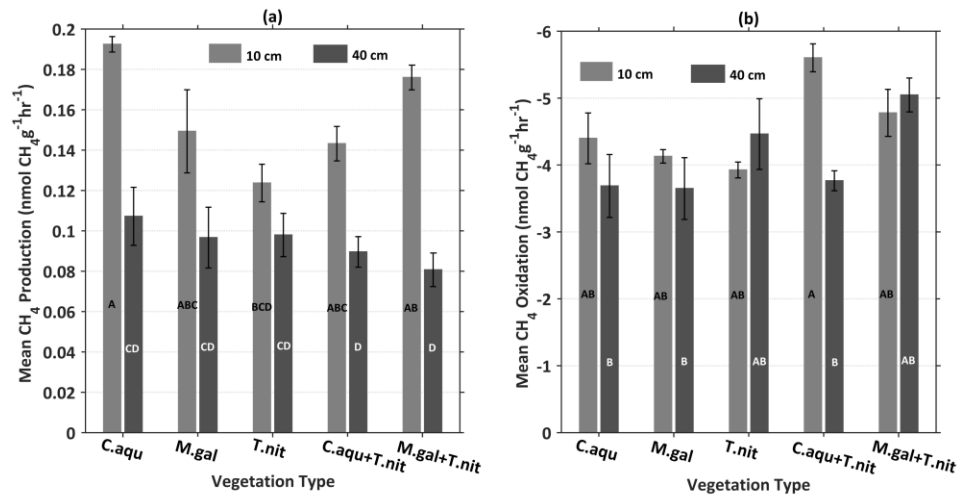 (a)
Mean CH4 Production (nmol CH4g-1hr-1)
0.2
0.18
0.16
0.14
0.12
0.1
0.08
0.06
0.04
0.02
0
10 cm
40 cm
A
CD
ABC
CD
BCD
CD
ABC
D
AB
D
C.aqu
M.gal
T.nit
C.aqu+T.nit
M.gal+T.nit
Vegetation Type
(b)
Mean CH4 Oxidation (nmol CH4g-1hr-1)
-6
-5
-4
-3
-2
-1
0
10 cm
40 cm
AB
B
AB
B
AB
AB
A
B
AB
AB
C.aqu
M.gal
T.nit
C.aqu+T.nit
M.gal+T.nit
Vegetation Type